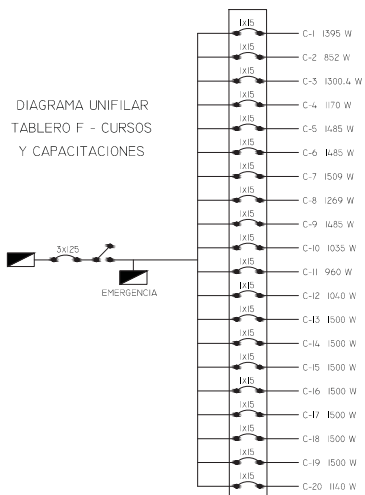 DIAGRAMA UNIFILAR
TABLERO F - CURSOS
Y CAPACITACIONES
3x125
EMERGENCIA
1x15
C-1 1395 W
1x15
C-2 852 W
1x15
C-3 1300.4 W
1x15
C-4 1170 W
1x15
C-5 1485 W
1x15
C-6 1485 W
1x15
C-7 1509 W
1x15
C-8 1269 W
1x15
C-9 1485 W
1x15
C-10 1035 W
1x15
C-11 960 W
1x15
C-12 1040 W
1x15
C-13 1500 W
1x15
C-14 1500 W
1x15
C-15 1500 W
1x15
C-16 1500 W
1x15
C-17 1500 W
1x15
C-18 1500 W
1x15
C-19 1500 W
1x15
C-20 1140 W